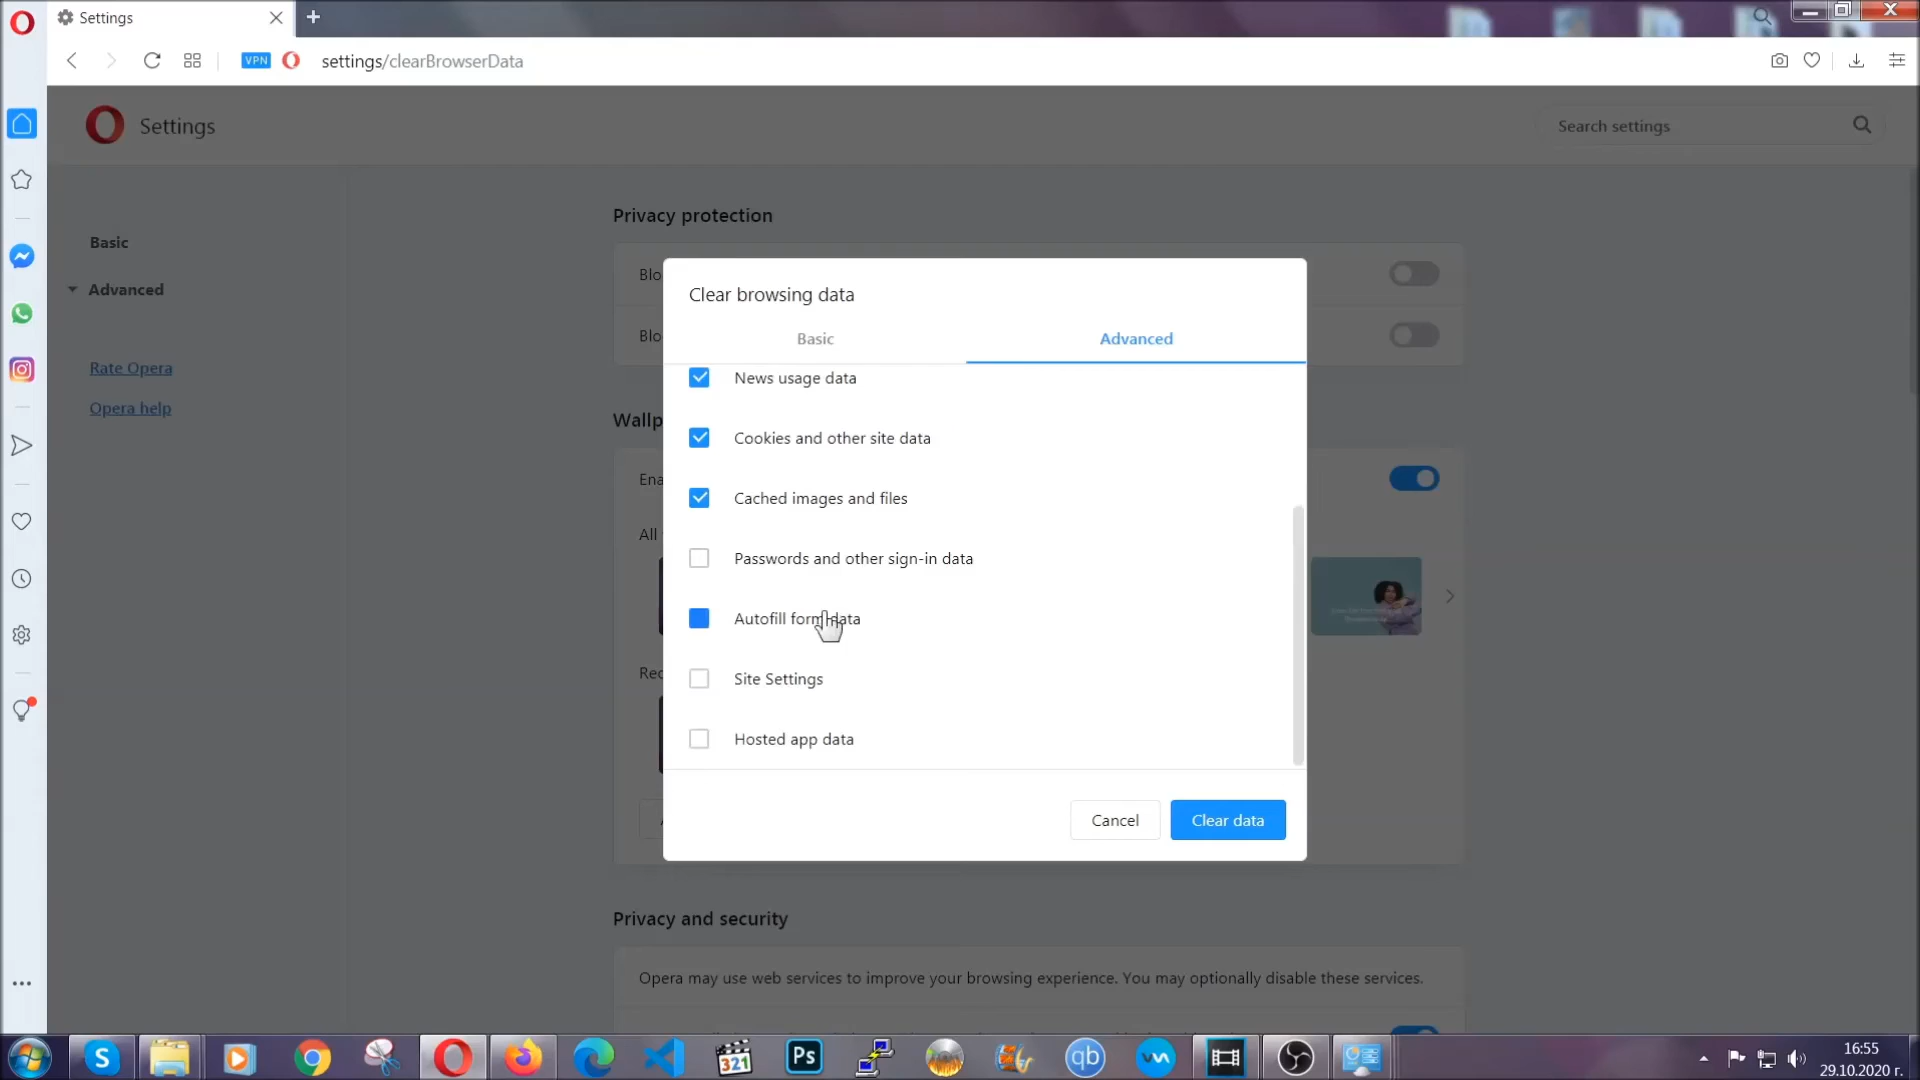 Settings
VPN
settings/clearBrowserData
Settings
Search settings
Basic
Advanced
Rate Opera
Opera help
Privacy protection
Blo
Blo
Wallp
Ena
All
Rec
Clear browsing data
Basic
Advanced
News usage data
Cookies and other site data
Cached images and files
Passwords and other sign-in data
Autofill form data
Site Settings
Hosted app data
Cancel
Clear data
Privacy and security
Opera may use web services to improve your browsing experience. You may optionally disable these services.
321
Ps
qb
16:55
29.10.2020 г.